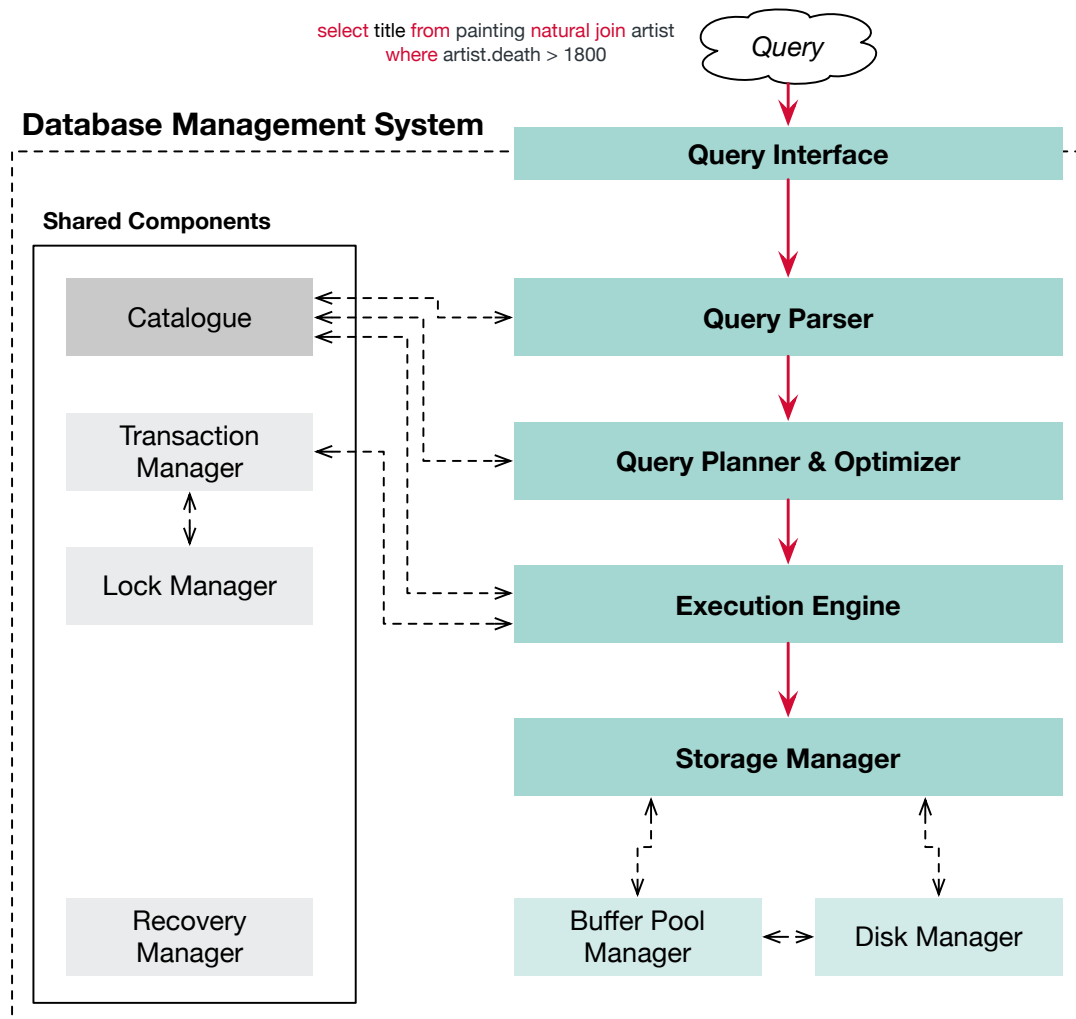 select title from painting natural join artist
where artist.death > 1800
Query
Database Management System
Query Interface
Shared Components
Catalogue
Query Parser
Transaction
Manager
Query Planner & Optimizer
Lock Manager
Execution Engine
Storage Manager
Recovery
Manager
Buffer Pool
Manager
Disk Manager